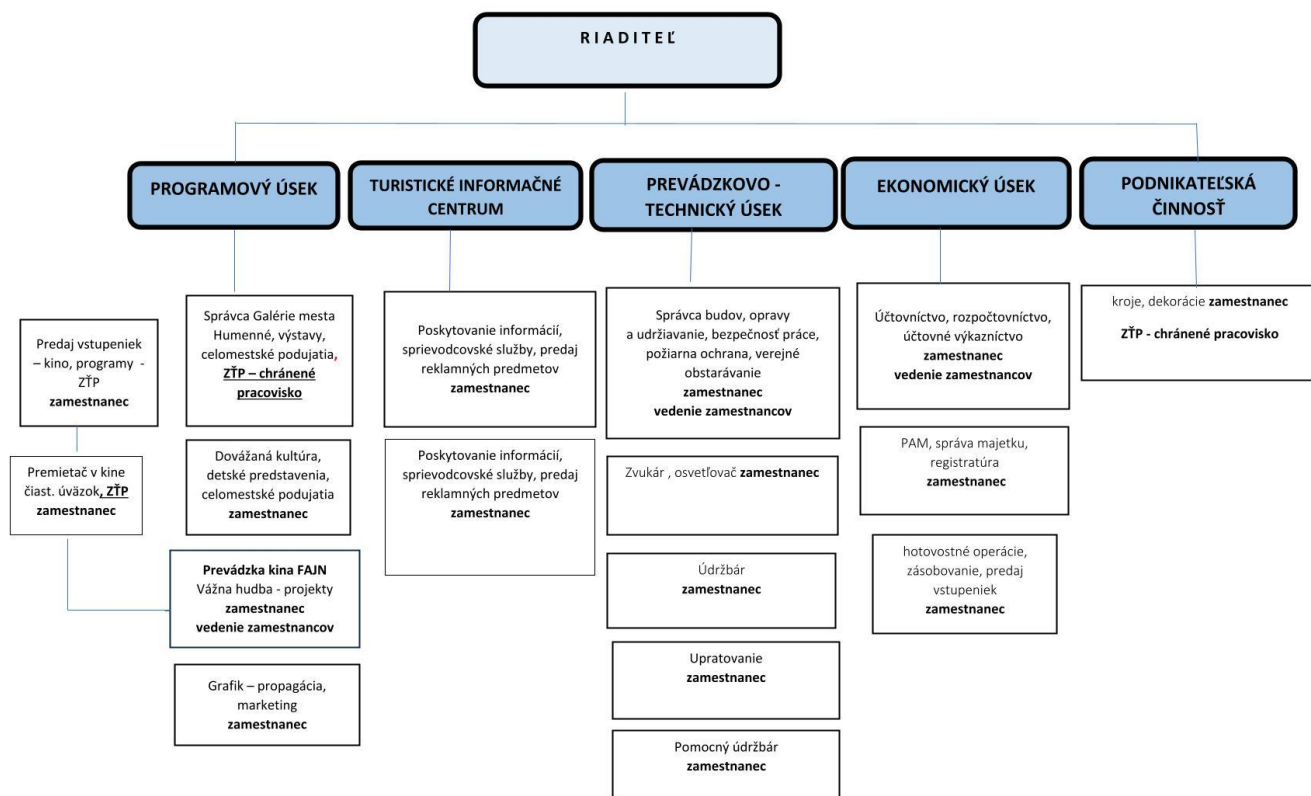 R I A D I T E Ľ
PROGRAMOVÝ ÚSEK
TURISTICKÉ INFORMAČNÉ
CENTRUM
PREVÁDZKOVO -
TECHNICKÝ ÚSEK
EKONOMICKÝ ÚSEK
PODNIKATEĽSKÁ
ČINNOSŤ
Predaj vstupeniek
– kino, programy -
ZŤP
zamestnanec
Premietač v kine
čiast. úväzok, ZŤP
zamestnanec
Správca Galérie mesta
Humenné, výstavy,
celomestské podujatia,
ZŤP – chránené
pracovisko
Dovážaná kultúra,
detské predstavenia,
celomestské podujatia
zamestnanec
Prevádzka kina FAJN
Vážna hudba - projekty
zamestnanec
vedenie zamestnancov
Grafik – propagácia,
marketing
zamestnanec
Poskytovanie informácií,
sprievodcovské služby, predaj
reklamných predmetov
zamestnanec
Poskytovanie informácií,
sprievodcovské služby, predaj
reklamných predmetov
zamestnanec
Správca budov, opravy
a udržiavanie, bezpečnosť práce,
požiarna ochrana, verejné
obstarávanie
zamestnanec
vedenie zamestnancov
Zvukár , osvetľovač zamestnanec
Údržbár
zamestnanec
Upratovanie
zamestnanec
Pomocný údržbár
zamestnanec
Účtovníctvo, rozpočtovníctvo,
účtovné výkazníctvo
zamestnanec
vedenie zamestnancov
PAM, správa majetku,
registratúra
zamestnanec
hotovostné operácie,
zásobovanie, predaj
vstupeniek
zamestnanec
kroje, dekorácie zamestnanec
ZŤP - chránené pracovisko